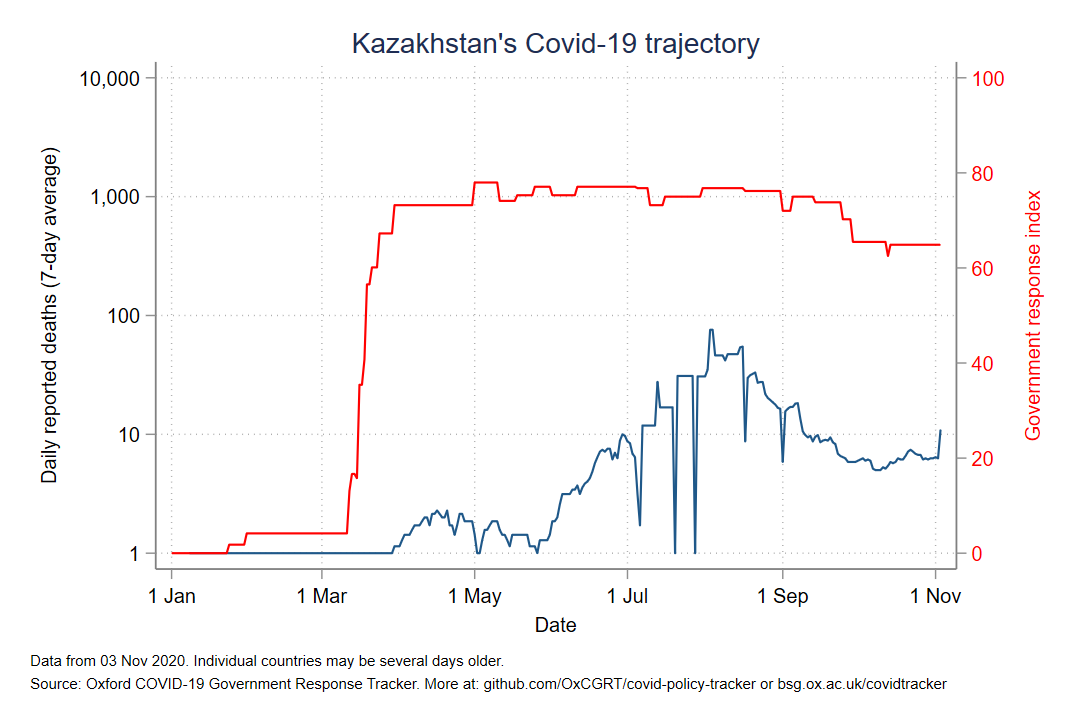 Kazakhstan's Covid-19 trajectory
10,000
1,000
100
10
1
Daily reported deaths (7-day average)
100
80
60
40
20
0
Government response index
1 Jan
1 Mar
1 May
1 Jul
1 Sep
1 Nov
Date
Data from 03 Nov 2020. Individual countries may be several days older.
Source: Oxford COVID-19 Government Response Tracker. More at: github.com/OxCGRT/covid-policy-tracker or bsg.ox.ac.uk/covidtracker